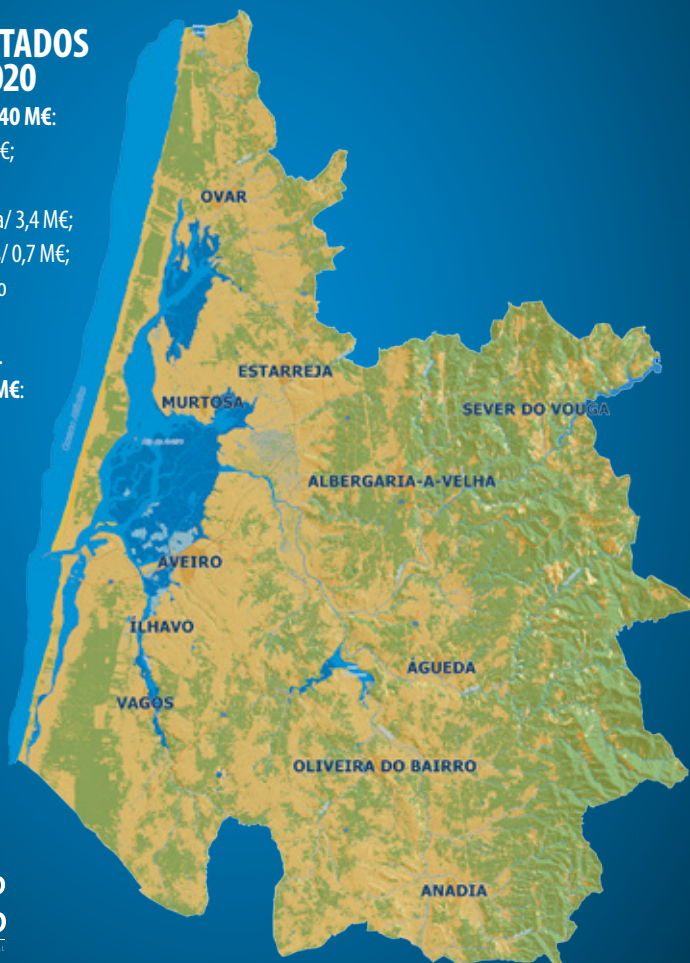 TADOS
020
40 M€:
€;
a/ 3,4 M€;
/ 0,7 M€;
o
.
M€:
OVAR
ESTARREJA
MURTOSA
SEVER DO VOUGA
ALBERGARIA-A-VELHA
AVEIRO
ÍLHAVO
ÁGUEDA
VAGOS
OLIVEIRA DO BAIRRO
ANADIA
O
O